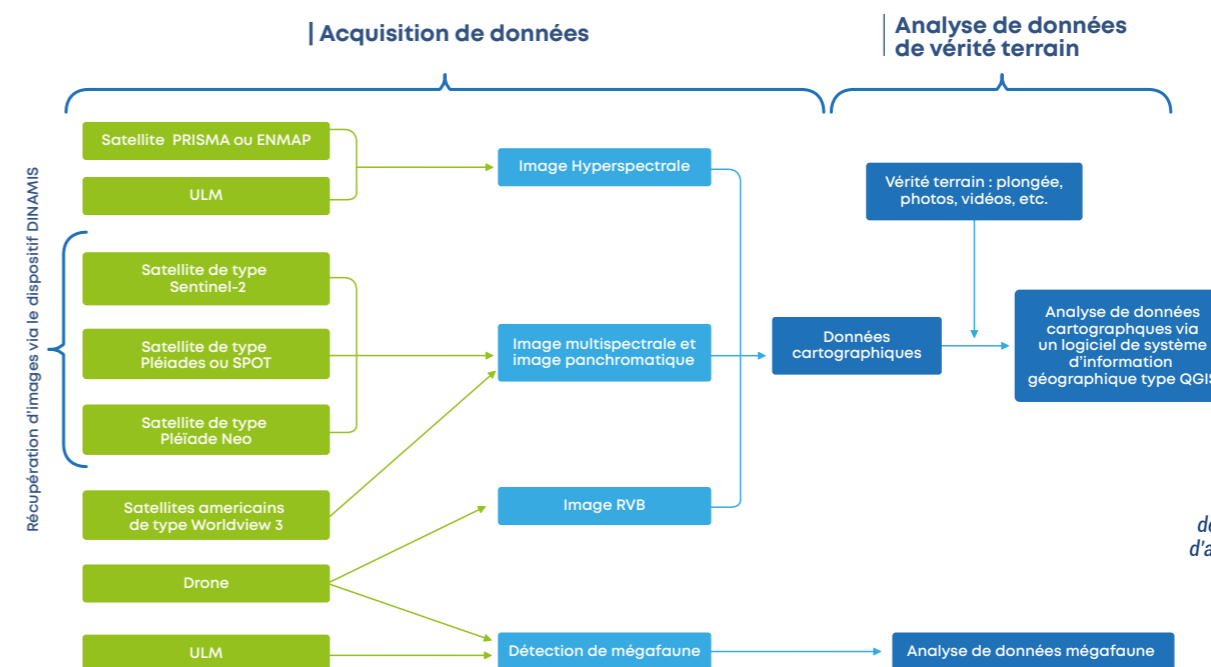 Acquisition de données
Analyse de données
de vérité terrain
Récupération d'images via le dispositif DINAMIS
Satellite PRISMA ou ENMAP
ULM
Satellite de type
Sentinel-2
Satellite de type
Pléiades ou SPOT
Satellite de type
Pléïade Neo
Satellites americains
de type Worldview 3
Drone
ULM
Image Hyperspectrale
Image multispectrale et
image panchromatique
Image RVB
Détection de mégafaune
Données
cartographiques
Vérité terrain : plongée,
photos, vidéos, etc.
Analyse de données
cartographques via
un logiciel de système
d'information
géographique type QGIS
Analyse de données mégafaune